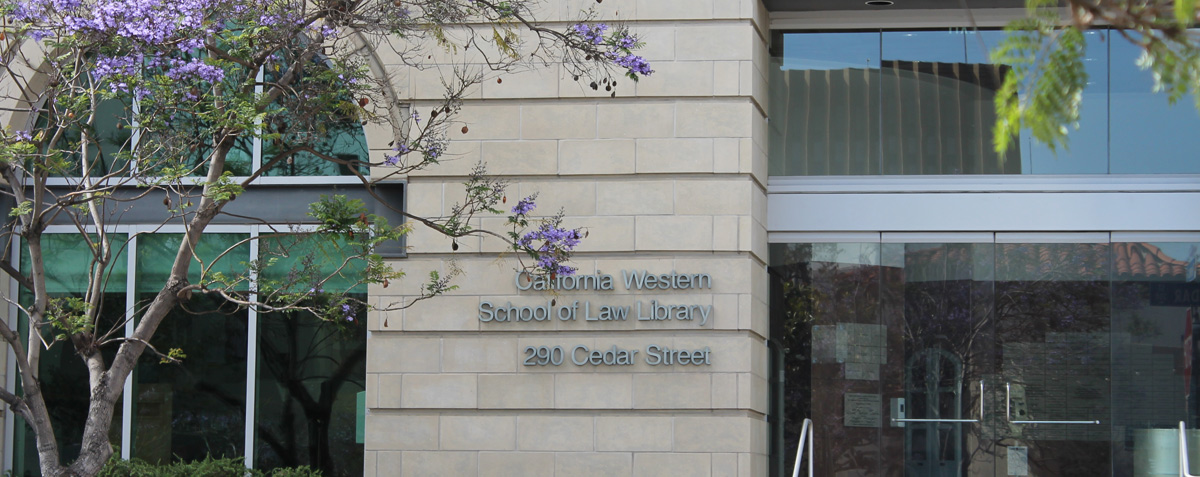 California Western
School of Law Library
290 Cedar Street